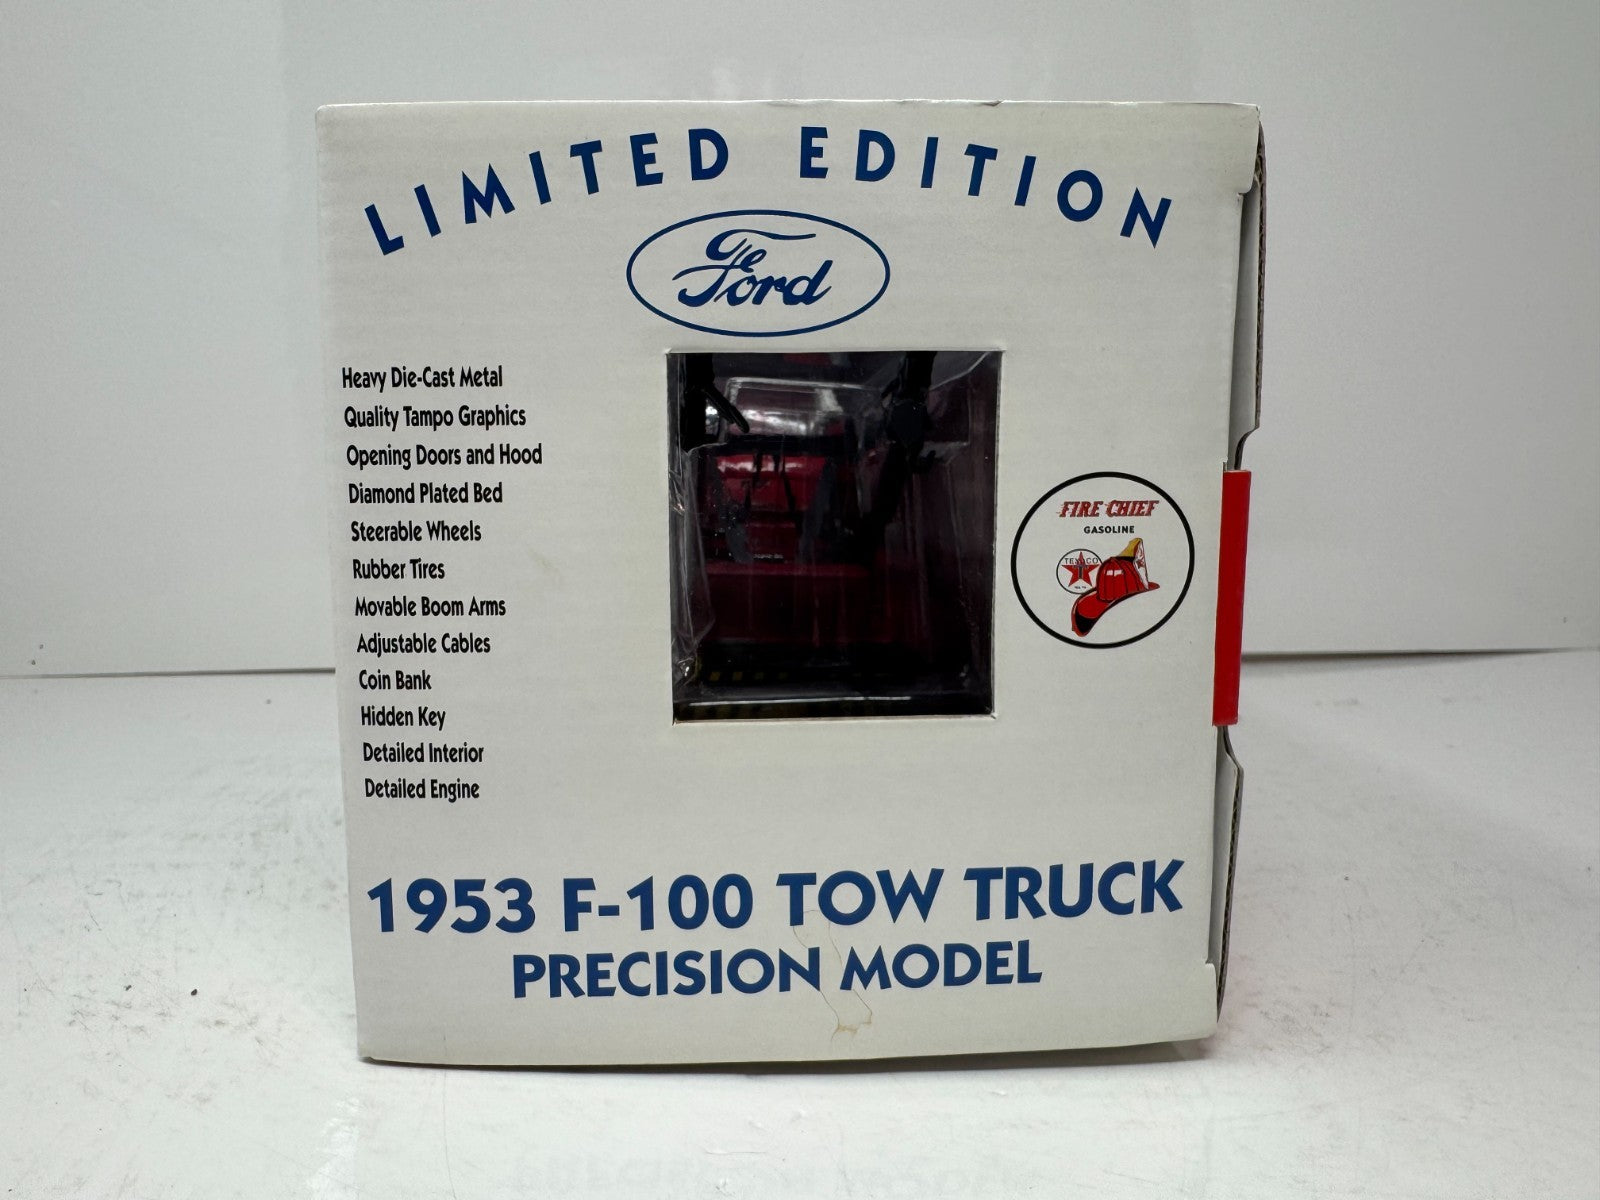 LIMITED EDITION
Ford
Heavy Die-Cast Metal
Quality Tampo Graphics
Opening Doors and Hood
Diamond Plated Bed
Steerable Wheels
Rubber Tires
Movable Boom Arms
Adjustable Cables
Coin Bank
Hidden Key
Detailed Interior
Detailed Engine
FIRE CHIEF
GASOLINE
TEXACO
1953 F-100 TOW TRUCK
PRECISION MODEL